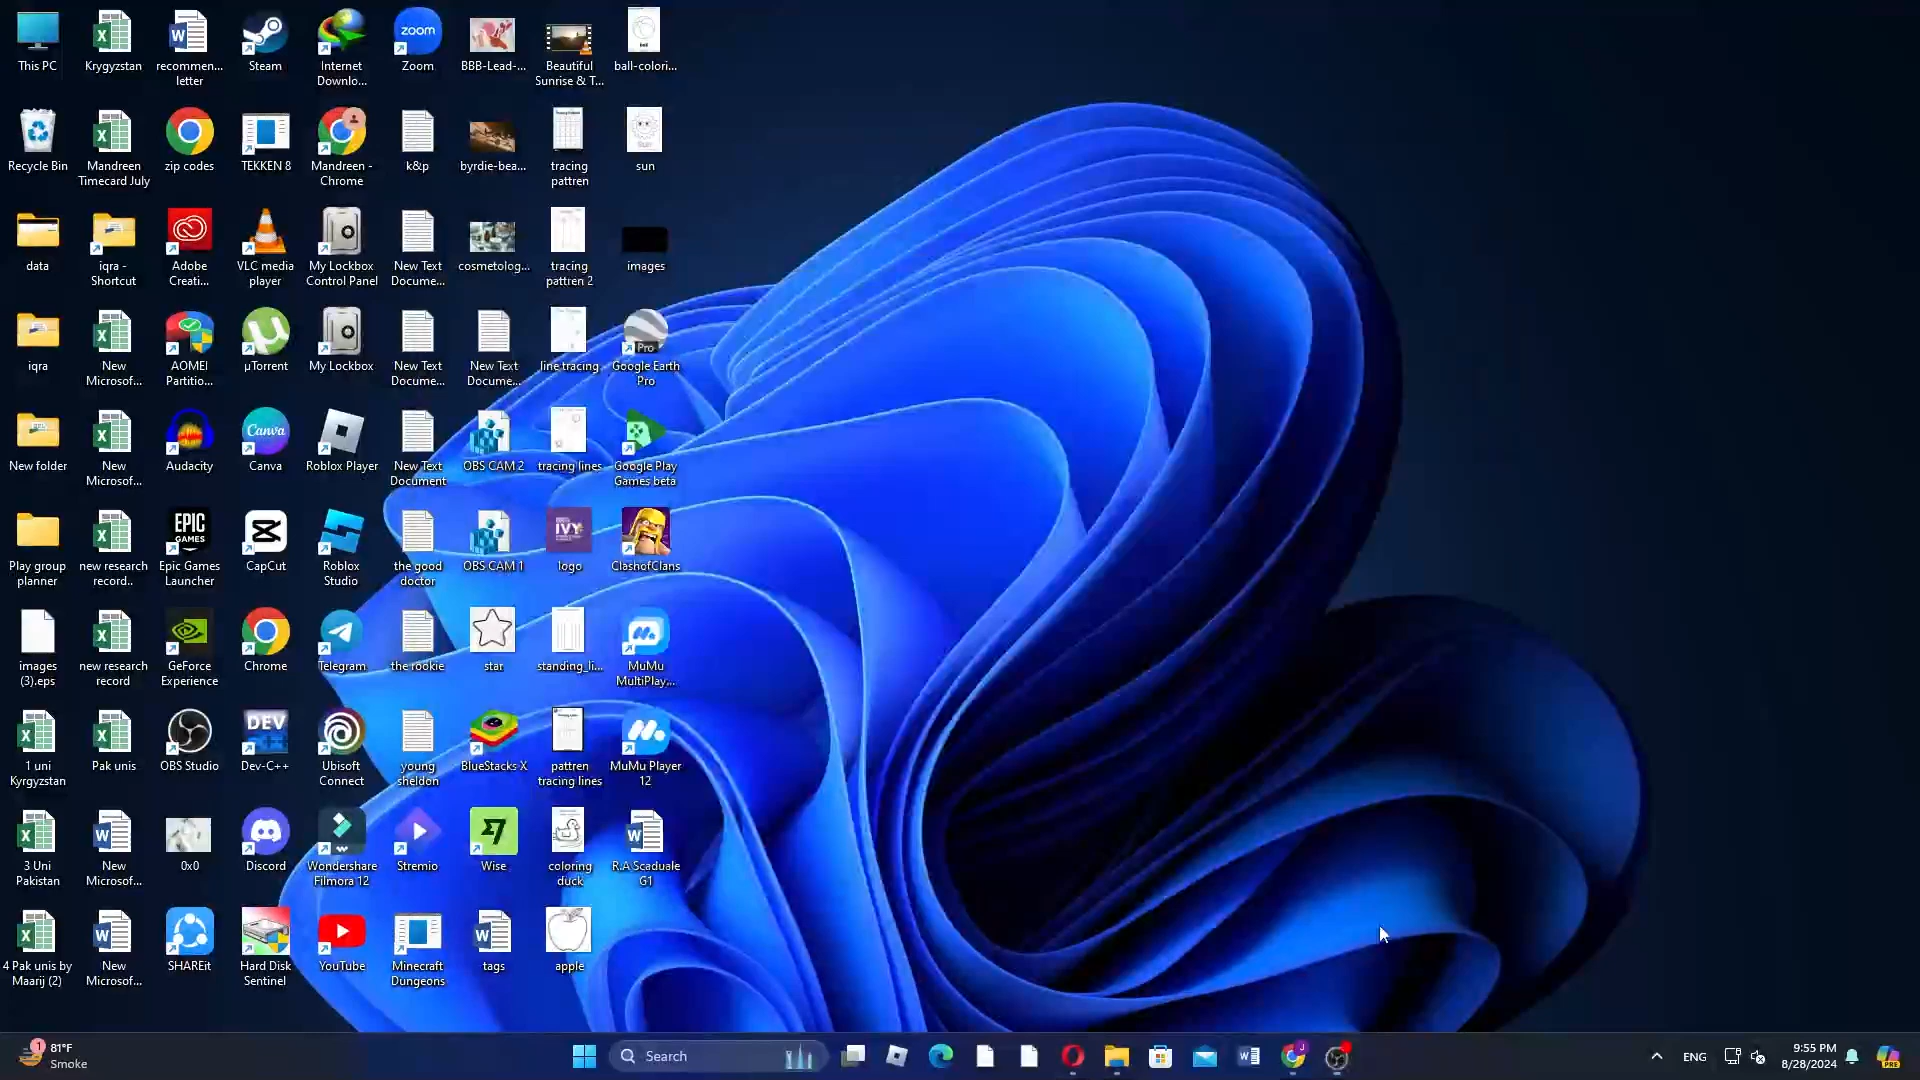 This PC
Krygyzstan
recommen...
letter
Steam
Internet
Downlo...
zoom
Zoom
BBB-Lead-...
Beautiful
Sunrise & T...
ball-colori...
Recycle Bin
Mandreen
Timecard July
zip codes
TEKKEN 8
Mandreen -
Chrome
k&p
byrdie-bea...
tracing
pattren
sun
data
iqra -
Shortcut
Adobe
Creati...
VLC media
player
My Lockbox
Control Panel
New Text
Docume...
cosmetolog...
tracing
pattren 2
images
iqra
New
Microsof...
AOMEI
Partitio...
µTorrent
My Lockbox
New Text
Docume...
New Text
Docume...
line tracing
Pro
Google Earth
Pro
New folder
New
Microsof...
Audacity
Canva
Canva
Roblox Player
New Text
Document
OBS CAM 2
tracing lines
Google Play
Games beta
Play group
planner
new research
record..
EPIC
GAMES
Epic Games
Launcher
CapCut
Roblox
Studio
the good
doctor
OBS CAM 1
IVY
logo
ClashofClans
images
(3).eps
new research
record
GeForce
Experience
Chrome
Telegram
the rookie
star
standing_li...
MuMu
MultiPlay...
1 uni
Kyrgyzstan
Pak unis
OBS Studio
DEV
Dev-C++
Ubisoft
Connect
young
sheldon
BlueStacks X
pattren
tracing lines
MuMu Player
12
3 Uni
Pakistan
New
Microsof...
0x0
Discord
Wondershare
Filmora 12
Stremio
Wise
coloring
duck
R.A Scaduale
G1
4 Pak unis by
Maarij (2)
New
Microsof...
SHAREit
Hard Disk
Sentinel
YouTube
Minecraft
Dungeons
tags
apple
1
81°F
Smoke
Search
J
ENG
9:55 PM
8/28/2024
PRE